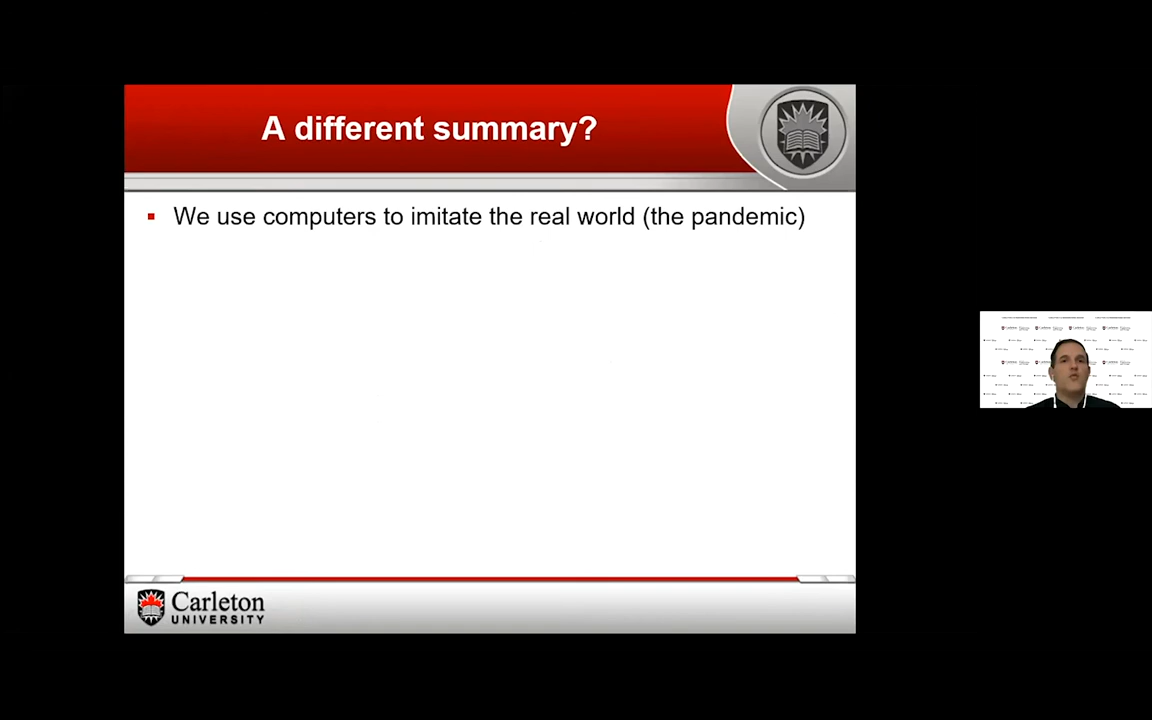 A different summary?
We use computers to imitate the real world (the pandemic)
Carleton
UNIVERSITY